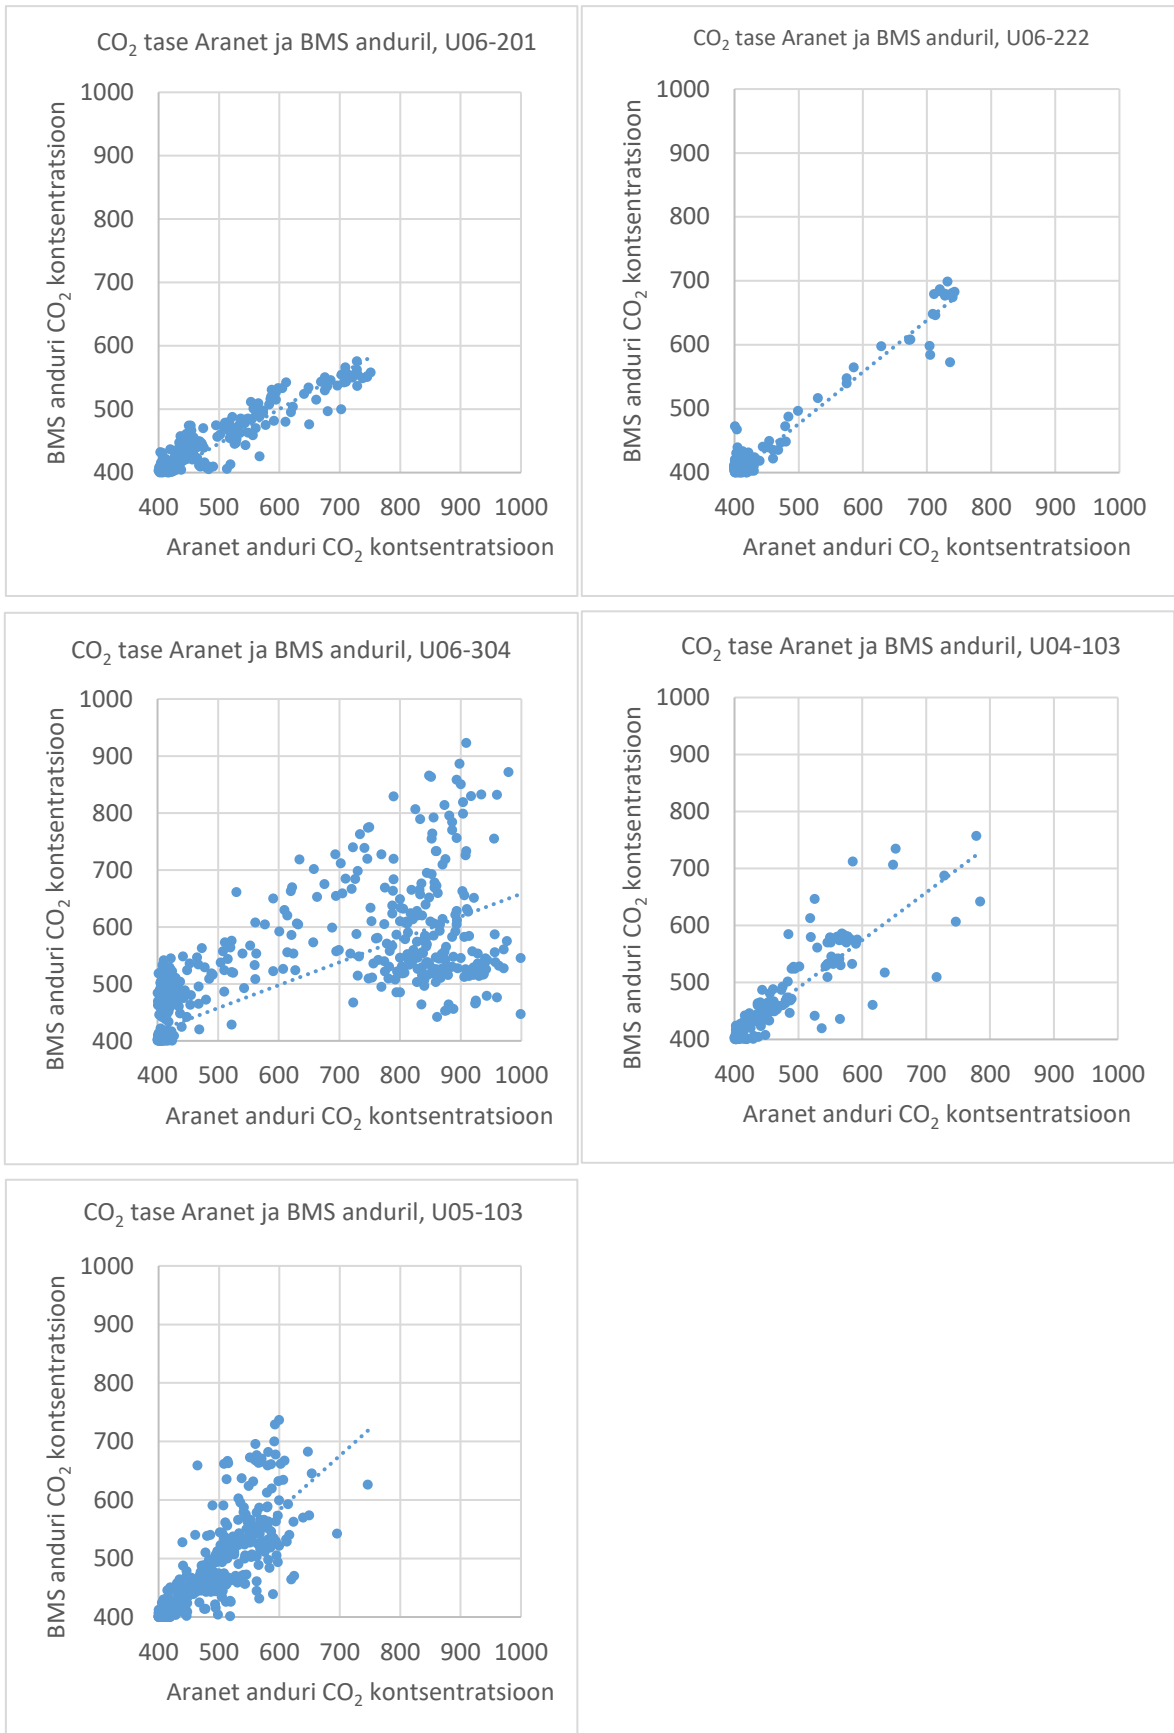 CO₂ tase Aranet ja BMS anduril, U06-201
BMS anduri CO₂ kontsentratsioon
1000
900
800
700
600
500
400
400 500 600 700 800 900 1000
Aranet anduri CO₂ kontsentratsioon
CO₂ tase Aranet ja BMS anduril, U06-222
BMS anduri CO₂ kontsentratsioon
1000
900
800
700
600
500
400
400 500 600 700 800 900 1000
Aranet anduri CO₂ kontsentratsioon
CO₂ tase Aranet ja BMS anduril, U06-304
BMS anduri CO₂ kontsentratsioon
1000
900
800
700
600
500
400
400 500 600 700 800 900 1000
Aranet anduri CO₂ kontsentratsioon
CO₂ tase Aranet ja BMS anduril, U04-103
BMS anduri CO₂ kontsentratsioon
1000
900
800
700
600
500
400
400 500 600 700 800 900 1000
Aranet anduri CO₂ kontsentratsioon
CO₂ tase Aranet ja BMS anduril, U05-103
BMS anduri CO₂ kontsentratsioon
1000
900
800
700
600
500
400
400 500 600 700 800 900 1000
Aranet anduri CO₂ kontsentratsioon